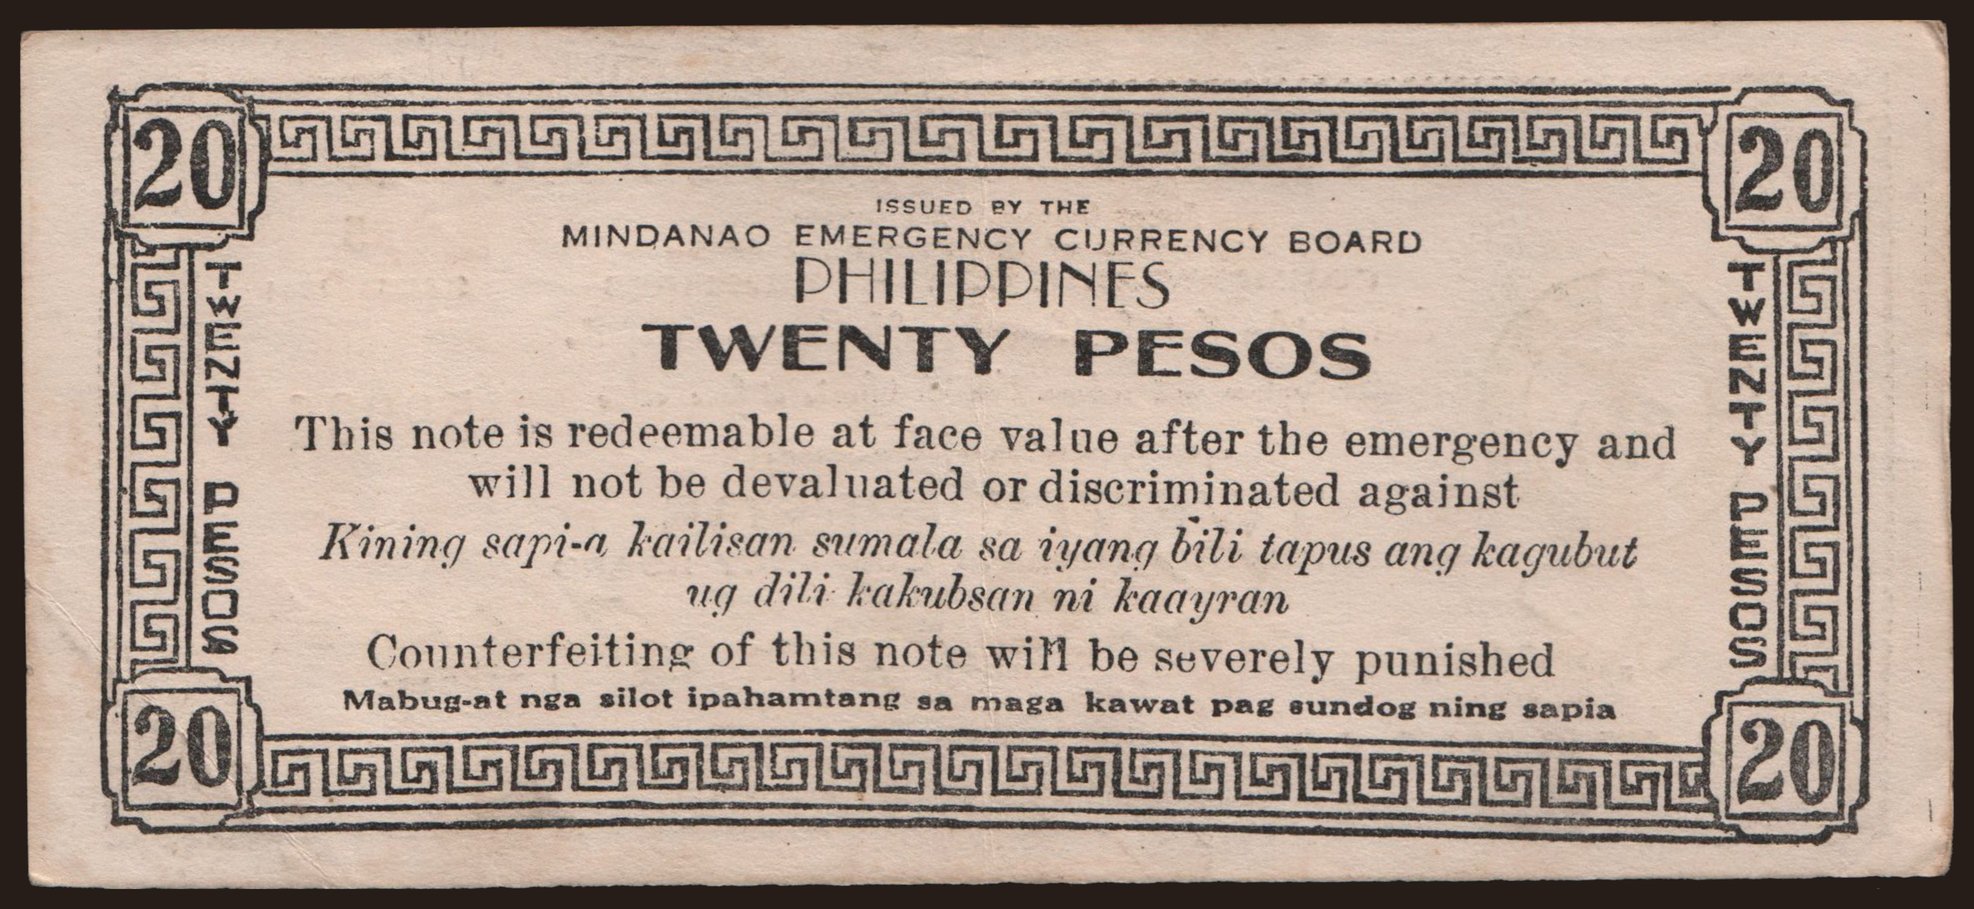 20
20
ISSUED BY THE
MINDANAO EMERGENCY CURRENCY BOARD
PHILIPPINES
TWENTY PESOS
TWENTY PESOS
TWENTY PESOS
This note is redeemable at face value after the emergency and
will not be devaluated or discriminated against
Kining sapi-a kailisan sumala sa iyang bili tapus ang kagubut
ug dili kakubsan ni kaayran
Counterfeiting of this note will be severely punished
Mabug-at nga silot ipahamtang sa maga kawat pag sundog ning sapia
20
20